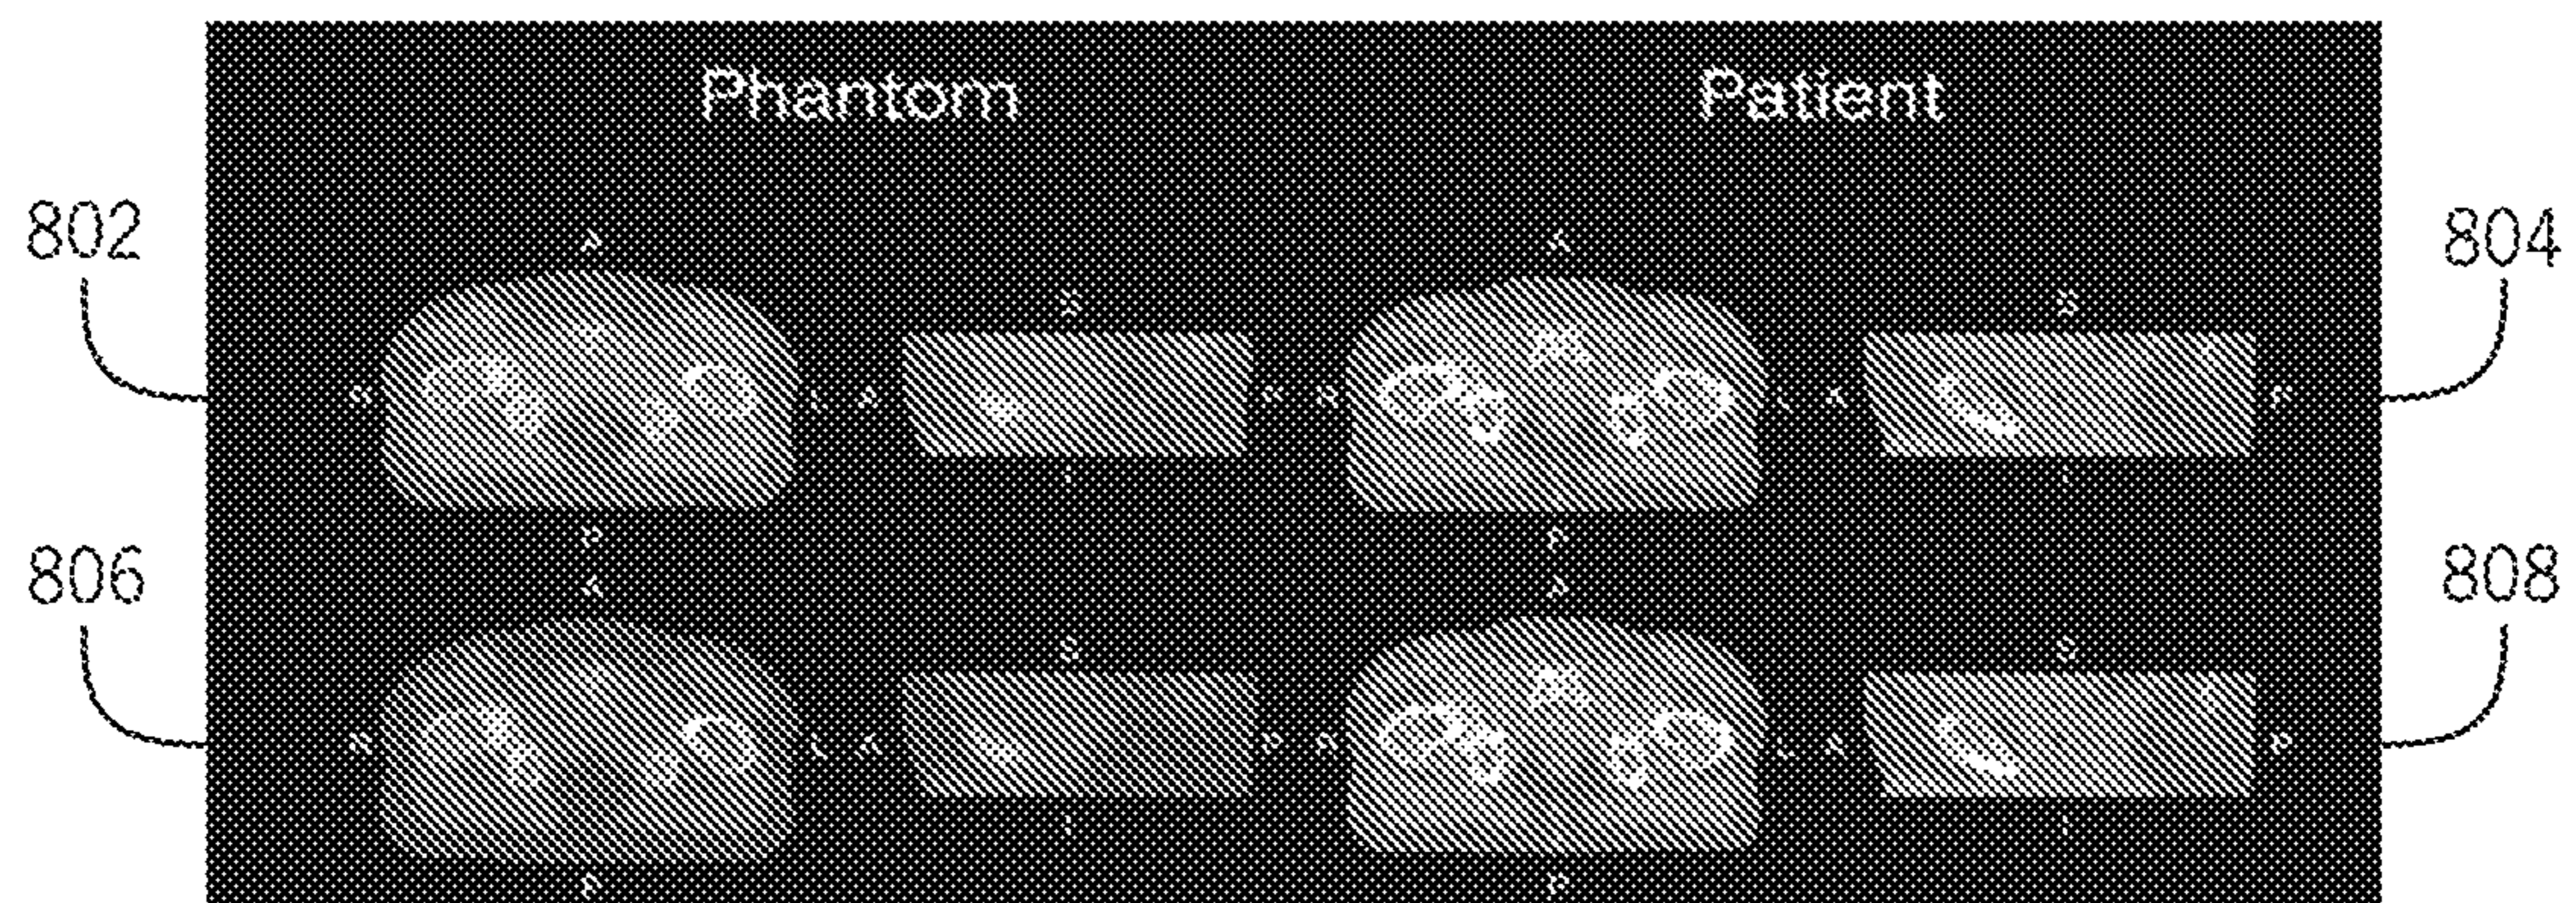 Phantom Patient
802 804
A A
S S
R L A P R L A P
I I
P P
806 808
A A
S S
R L A P R L A P
I I
P P